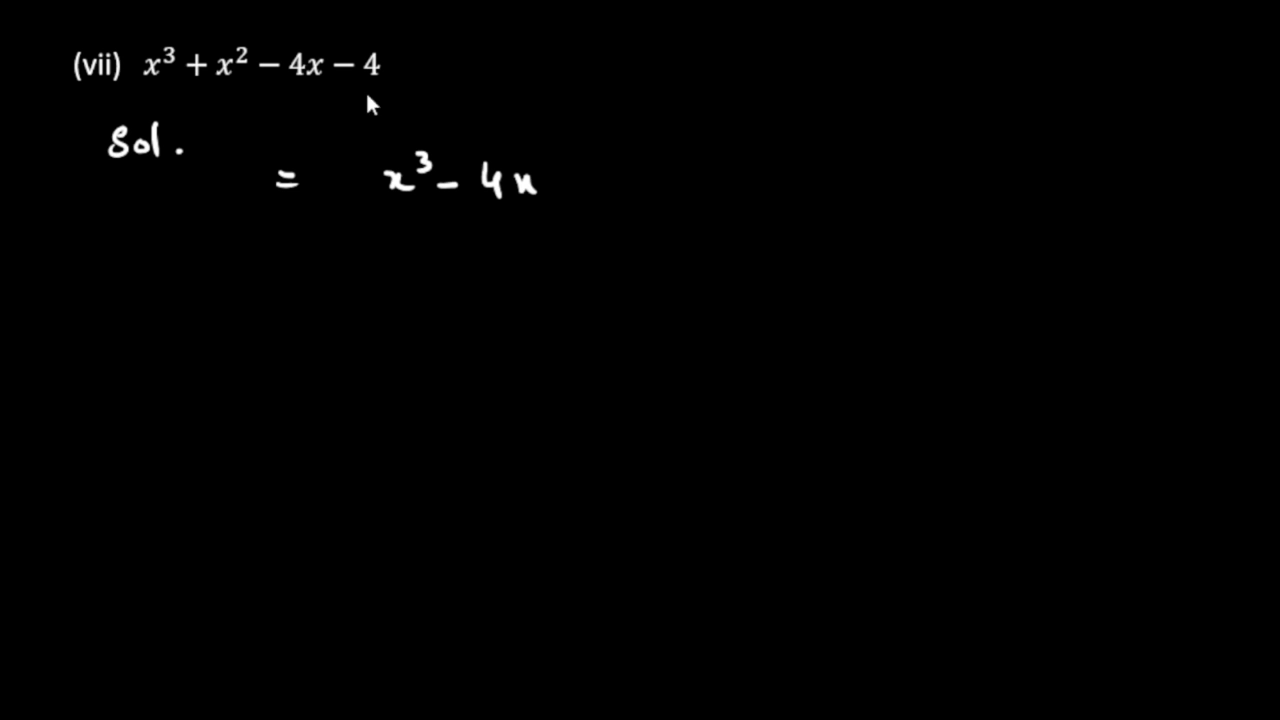 (vii) x³ + x² − 4x − 4
Sol.
= x³ - 4x